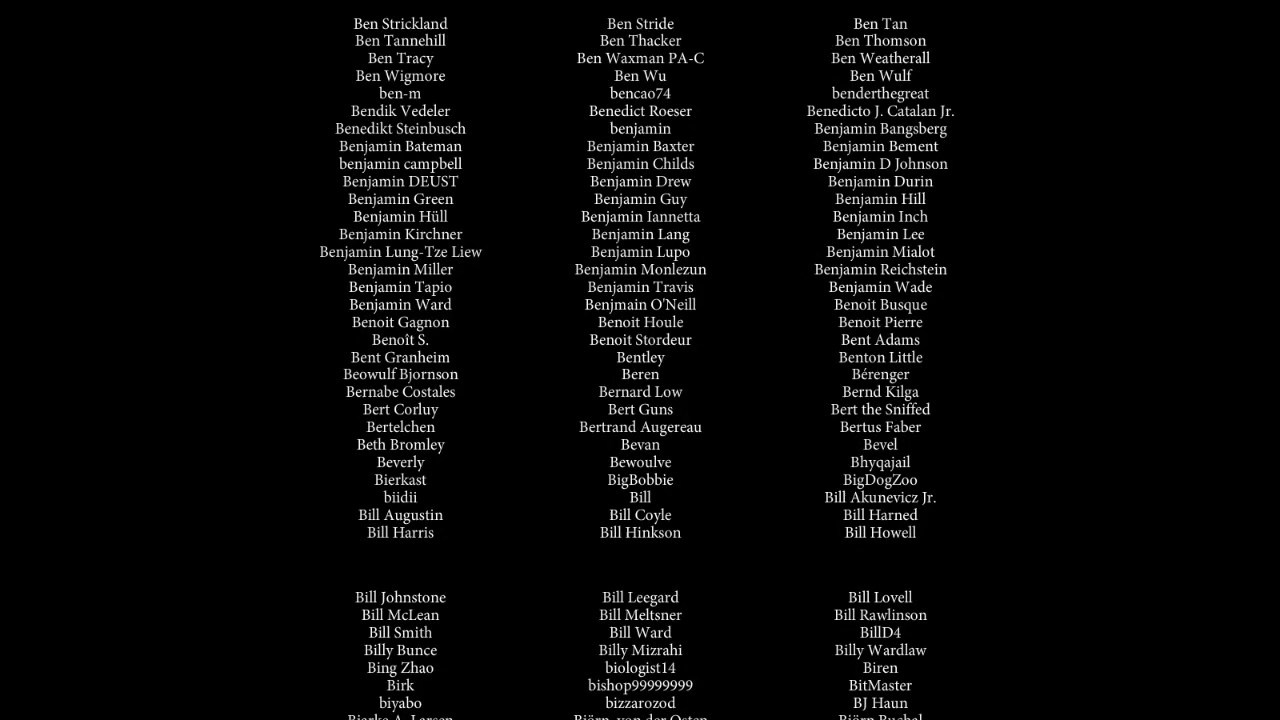 Ben Strickland Ben Stride Ben Tan
Ben Tannehill Ben Thacker Ben Thomson
Ben Tracy Ben Waxman PA-C Ben Weatherall
Ben Wigmore Ben Wu Ben Wulf
ben-m bencao74 benderthegreat
Bendik Vedeler Benedict Roeser Benedicto J. Catalan Jr.
Benedikt Steinbusch benjamin Benjamin Bangsberg
Benjamin Bateman Benjamin Baxter Benjamin Bement
benjamin campbell Benjamin Childs Benjamin D Johnson
Benjamin DEUST Benjamin Drew Benjamin Durin
Benjamin Green Benjamin Guy Benjamin Hill
Benjamin Hüll Benjamin Iannetta Benjamin Inch
Benjamin Kirchner Benjamin Lang Benjamin Lee
Benjamin Lung-Tze Liew Benjamin Lupo Benjamin Mialot
Benjamin Miller Benjamin Monlezun Benjamin Reichstein
Benjamin Tapio Benjamin Travis Benjamin Wade
Benjamin Ward Benjmain O'Neill Benoit Busque
Benoit Gagnon Benoit Houle Benoit Pierre
Benoît S. Benoit Stordeur Bent Adams
Bent Granheim Bentley Benton Little
Beowulf Bjornson Beren Bérenger
Bernabe Costales Bernard Low Bernd Kilga
Bert Corluy Bert Guns Bert the Sniffed
Bertelchen Bertrand Augereau Bertus Faber
Beth Bromley Bevan Bevel
Beverly Bewoulve Bhyqajail
Bierkast BigBobbie BigDogZoo
biidii Bill Bill Akunevicz Jr.
Bill Augustin Bill Coyle Bill Harned
Bill Harris Bill Hinkson Bill Howell
Bill Johnstone Bill Leegard Bill Lovell
Bill McLean Bill Meltsner Bill Rawlinson
Bill Smith Bill Ward BillD4
Billy Bunce Billy Mizrahi Billy Wardlaw
Bing Zhao biologist14 Biren
Birk bishop99999999 BitMaster
biyabo bizzarozod BJ Haun